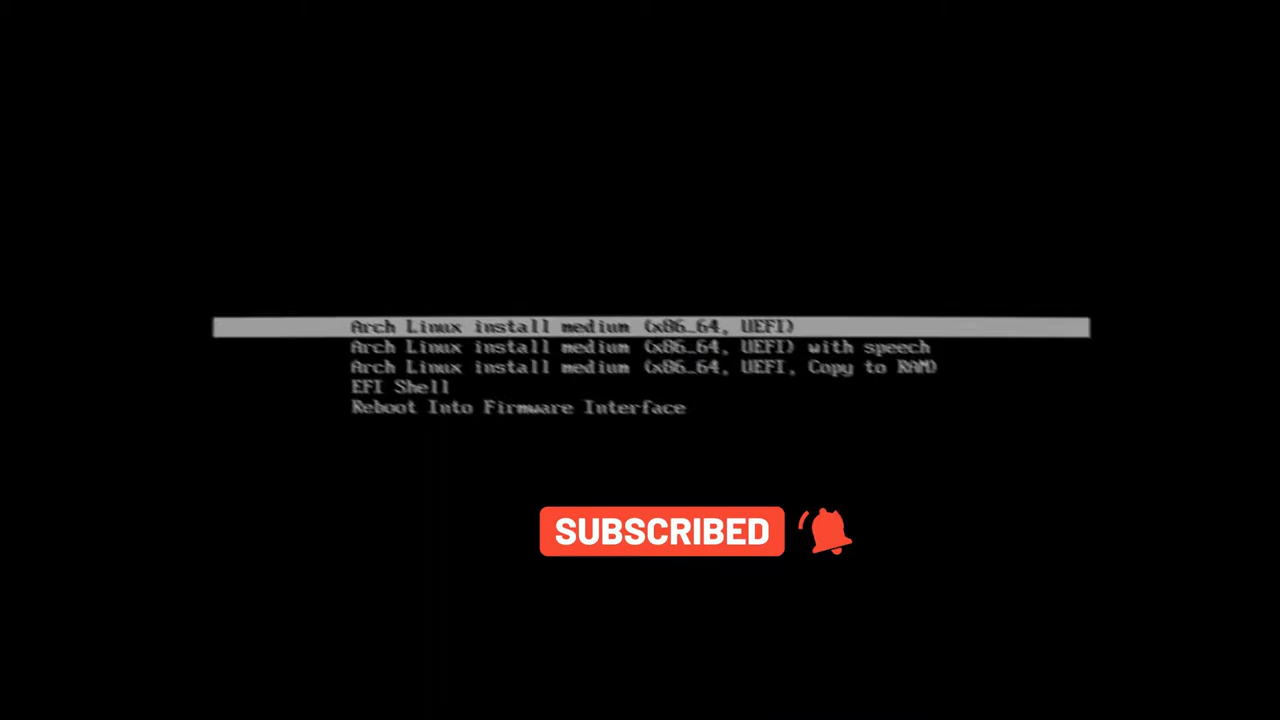 Arch Linux install medium (x86_64, UEFI)
Arch Linux install medium (x86_64, UEFI) with speech
Arch Linux install medium (x86_64, UEFI, Copy to RAM)
EFI Shell
Reboot Into Firmware Interface
SUBSCRIBED